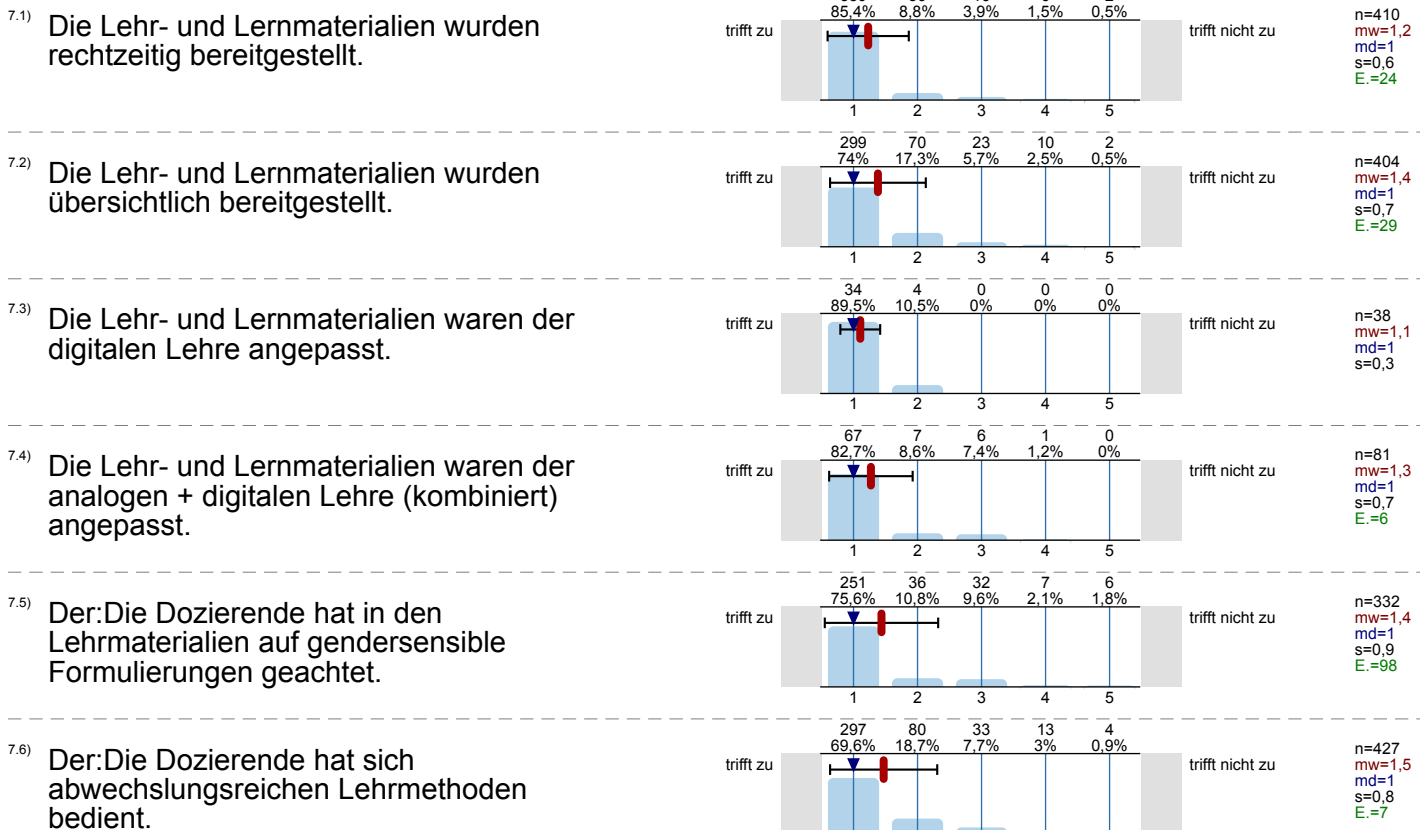 85,4% 8,8% 3,9% 1,5% 0,5%
7.1) Die Lehr- und Lernmaterialien wurden
rechtzeitig bereitgestellt.
trifft zu
trifft nicht zu
n=410
mw=1,2
md=1
s=0,6
E.=24
1 2 3 4 5
299 70 23 10 2
74% 17,3% 5,7% 2,5% 0,5%
7.2) Die Lehr- und Lernmaterialien wurden
übersichtlich bereitgestellt.
trifft zu
trifft nicht zu
n=404
mw=1,4
md=1
s=0,7
E.=29
1 2 3 4 5
34 4 0 0 0
89,5% 10,5% 0% 0% 0%
7.3) Die Lehr- und Lernmaterialien waren der
digitalen Lehre angepasst.
trifft zu
trifft nicht zu
n=38
mw=1,1
md=1
s=0,3
1 2 3 4 5
67 7 6 1 0
82,7% 8,6% 7,4% 1,2% 0%
7.4) Die Lehr- und Lernmaterialien waren der
analogen + digitalen Lehre (kombiniert)
angepasst.
trifft zu
trifft nicht zu
n=81
mw=1,3
md=1
s=0,7
E.=6
1 2 3 4 5
251 36 32 7 6
75,6% 10,8% 9,6% 2,1% 1,8%
7.5) Der:Die Dozierende hat in den
Lehrmaterialien auf gendersensible
Formulierungen geachtet.
trifft zu
trifft nicht zu
n=332
mw=1,4
md=1
s=0,9
E.=98
1 2 3 4 5
297 80 33 13 4
69,6% 18,7% 7,7% 3% 0,9%
7.6) Der:Die Dozierende hat sich
abwechslungsreichen Lehrmethoden
bedient.
trifft zu
trifft nicht zu
n=427
mw=1,5
md=1
s=0,8
E.=7